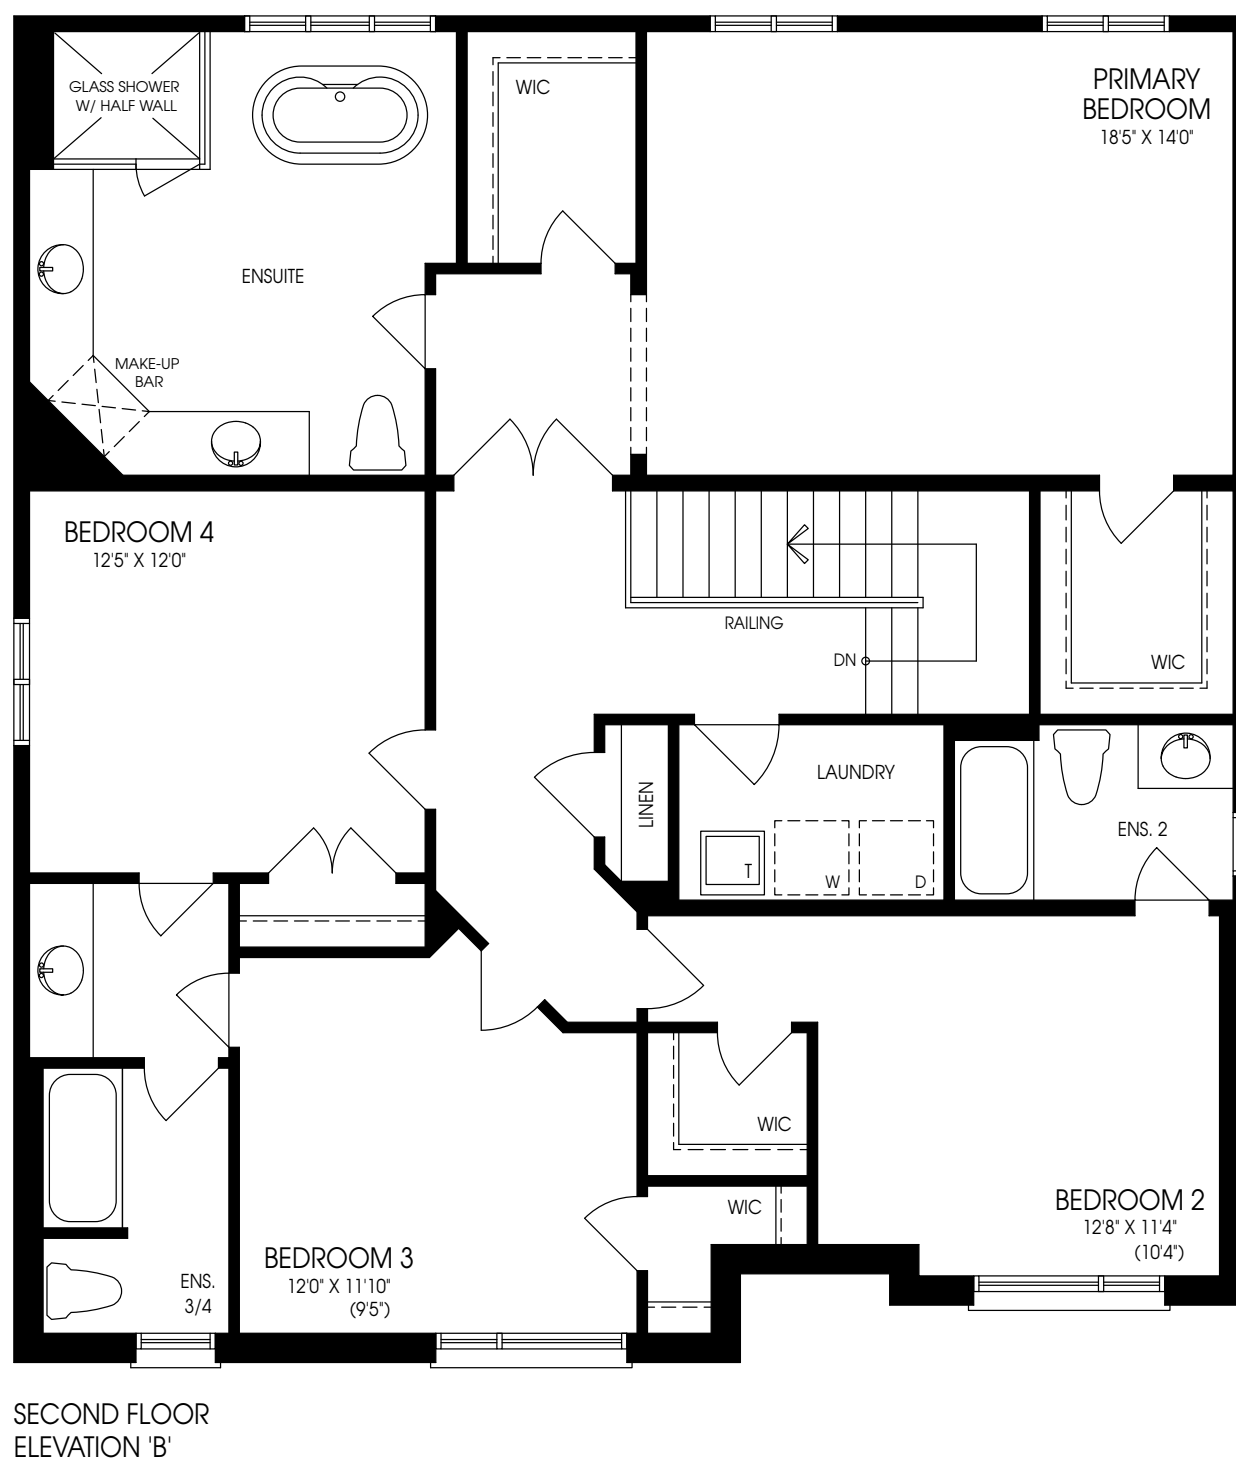 GLASS SHOWER
W/ HALF WALL
WIC
PRIMARY
BEDROOM
18'5" X 14'0"
ENSUITE
MAKE-UP
BAR
BEDROOM 4
12'5" X 12'0"
RAILING
DN
WIC
LINEN
LAUNDRY
T
W
D
ENS. 2
WIC
WIC
BEDROOM 2
12'8" X 11'4"
(10'4")
BEDROOM 3
12'0" X 11'10"
(9'5")
ENS.
3/4
SECOND FLOOR
ELEVATION 'B'